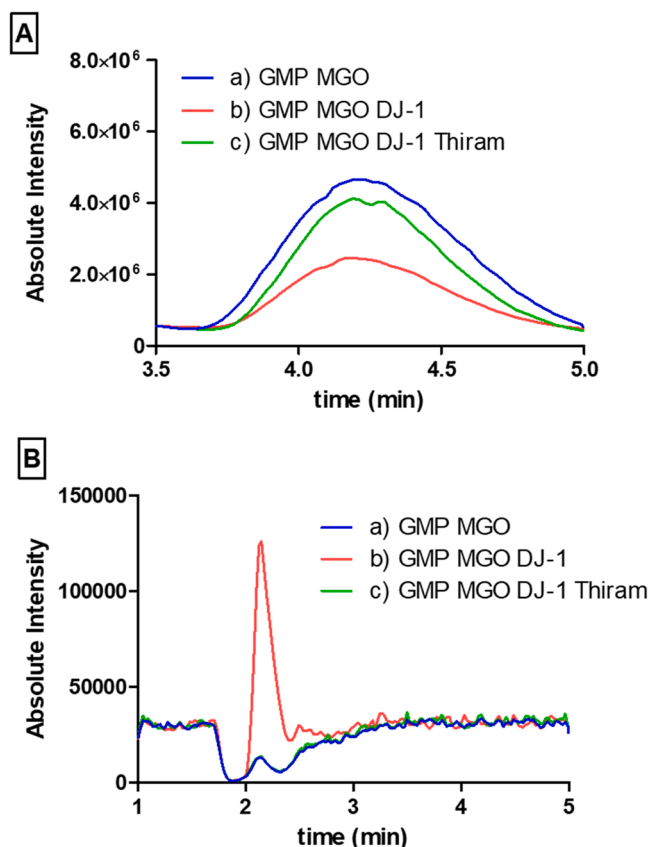 A
8.0×10⁶
6.0×10⁶
4.0×10⁶
2.0×10⁶
0
Absolute Intensity
a) GMP MGO
b) GMP MGO DJ-1
c) GMP MGO DJ-1 Thiram
3.5 4.0 4.5 5.0
time (min)
B
150000
100000
50000
0
Absolute Intensity
a) GMP MGO
b) GMP MGO DJ-1
c) GMP MGO DJ-1 Thiram
1 2 3 4 5
time (min)